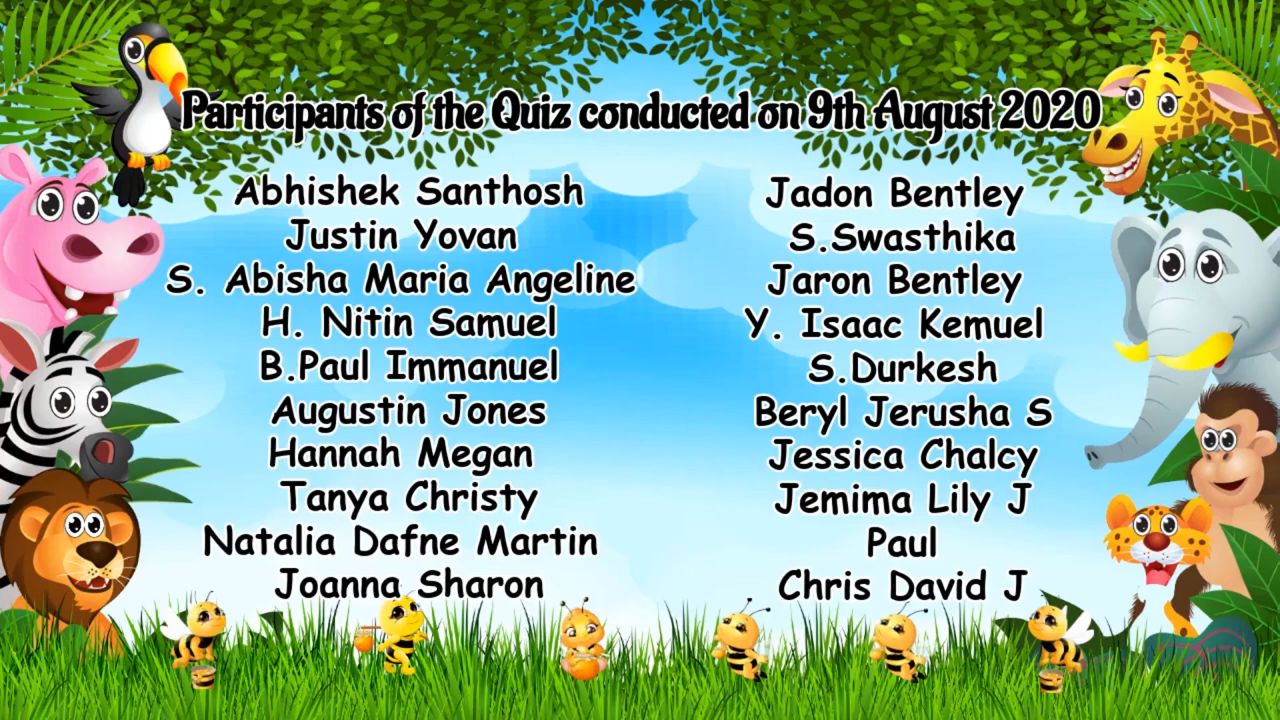 Participants of the Quiz conducted on 9th August 2020
Abhishek Santhosh
Justin Yovan
S. Abisha Maria Angeline
H. Nitin Samuel
B.Paul Immanuel
Augustin Jones
Hannah Megan
Tanya Christy
Natalia Dafne Martin
Joanna Sharon
Jadon Bentley
S.Swasthika
Jaron Bentley
Y. Isaac Kemuel
S.Durkesh
Beryl Jerusha S
Jessica Chalcy
Jemima Lily J
Paul
Chris David J